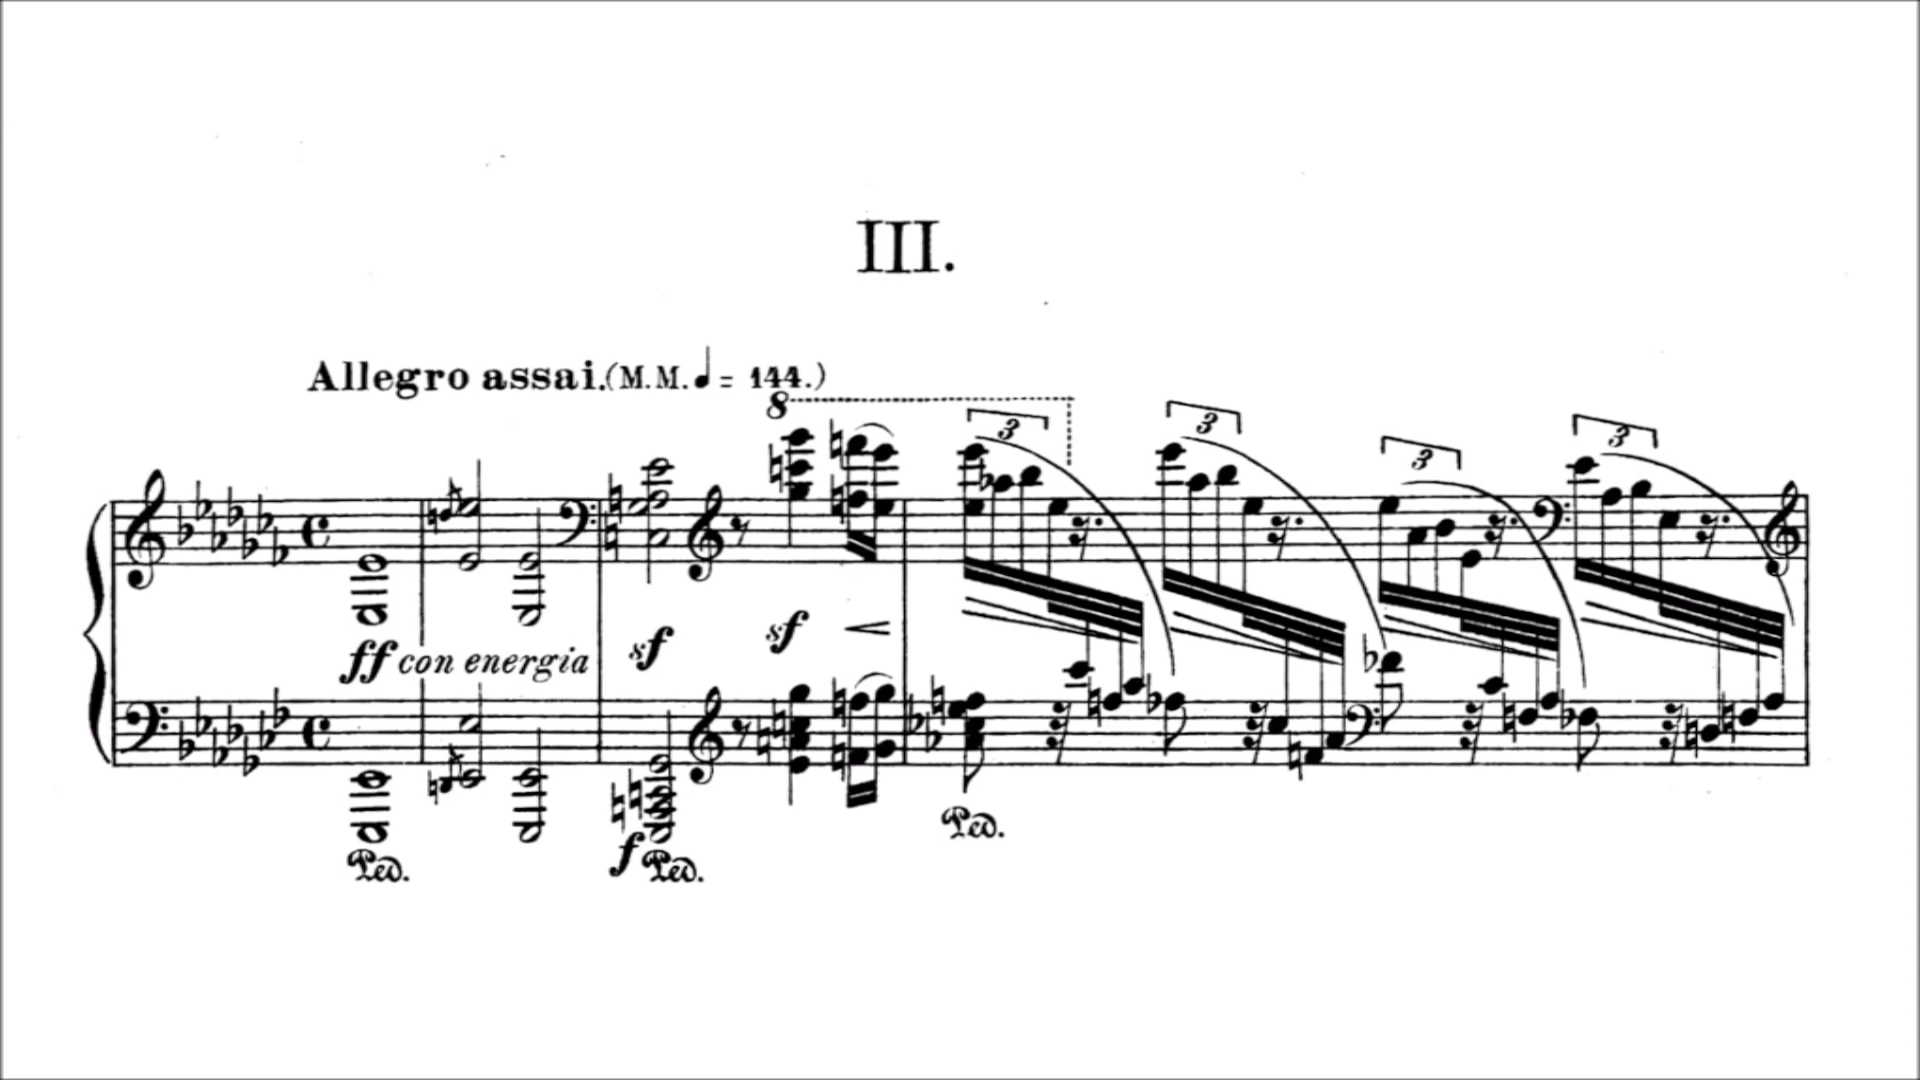 III.
Allegro assai. (M.M. ♩ = 144.)
8
3 3 3 3
ff con energia sf sf
Ped.
f Ped. Ped.